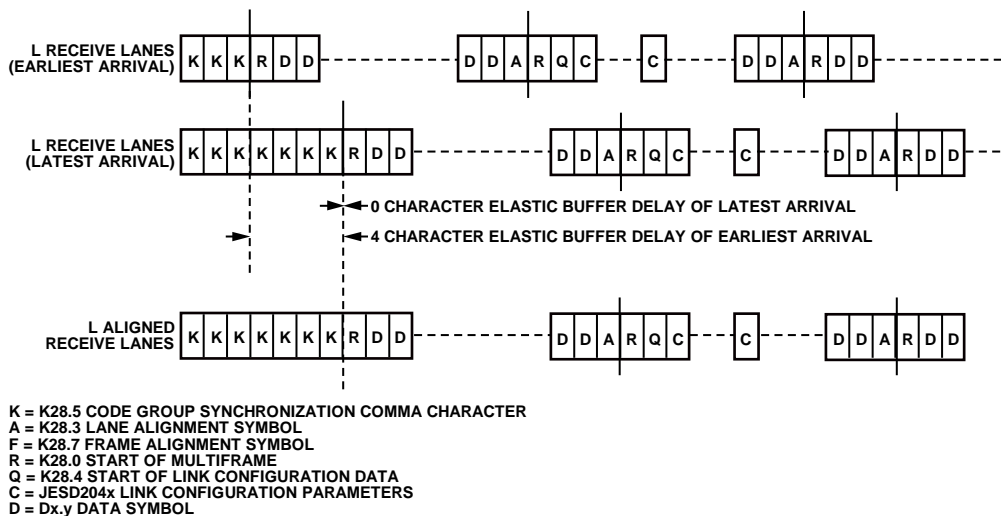 L RECEIVE LANES
(EARLIEST ARRIVAL)
K K K R D D
D D A R Q C
C
D D A R D D
L RECEIVE LANES
(LATEST ARRIVAL)
K K K K K K K R D D
D D A R Q C
C
D D A R D D
0 CHARACTER ELASTIC BUFFER DELAY OF LATEST ARRIVAL
4 CHARACTER ELASTIC BUFFER DELAY OF EARLIEST ARRIVAL
L ALIGNED
RECEIVE LANES
K K K K K K K R D D
D D A R Q C
C
D D A R D D
K = K28.5 CODE GROUP SYNCHRONIZATION COMMA CHARACTER
A = K28.3 LANE ALIGNMENT SYMBOL
F = K28.7 FRAME ALIGNMENT SYMBOL
R = K28.0 START OF MULTIFRAME
Q = K28.4 START OF LINK CONFIGURATION DATA
C = JESD204x LINK CONFIGURATION PARAMETERS
D = Dx.y DATA SYMBOL